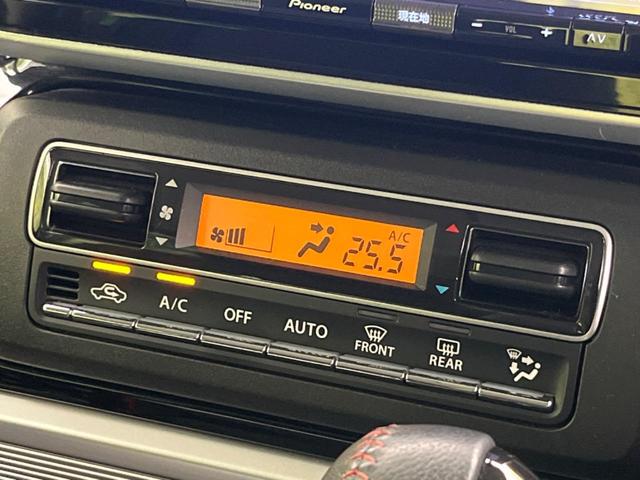 Pioneer
現在地
- VOL +
AV
A/C
25.5
A/C
OFF
AUTO
FRONT
REAR